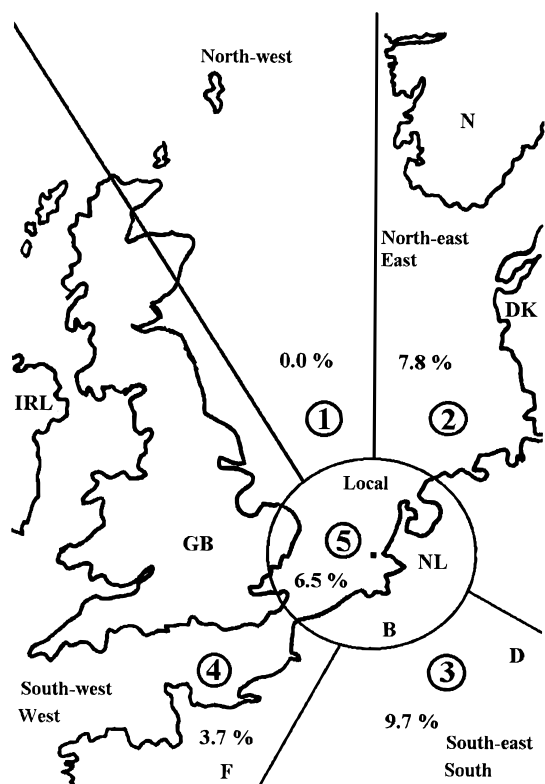 North-west
N
North-east
East
DK
0.0 %
7.8 %
1
2
IRL
Local
GB
5
NL
6.5 %
B
D
4
3
South-west
West
3.7 %
9.7 %
South-east
South
F